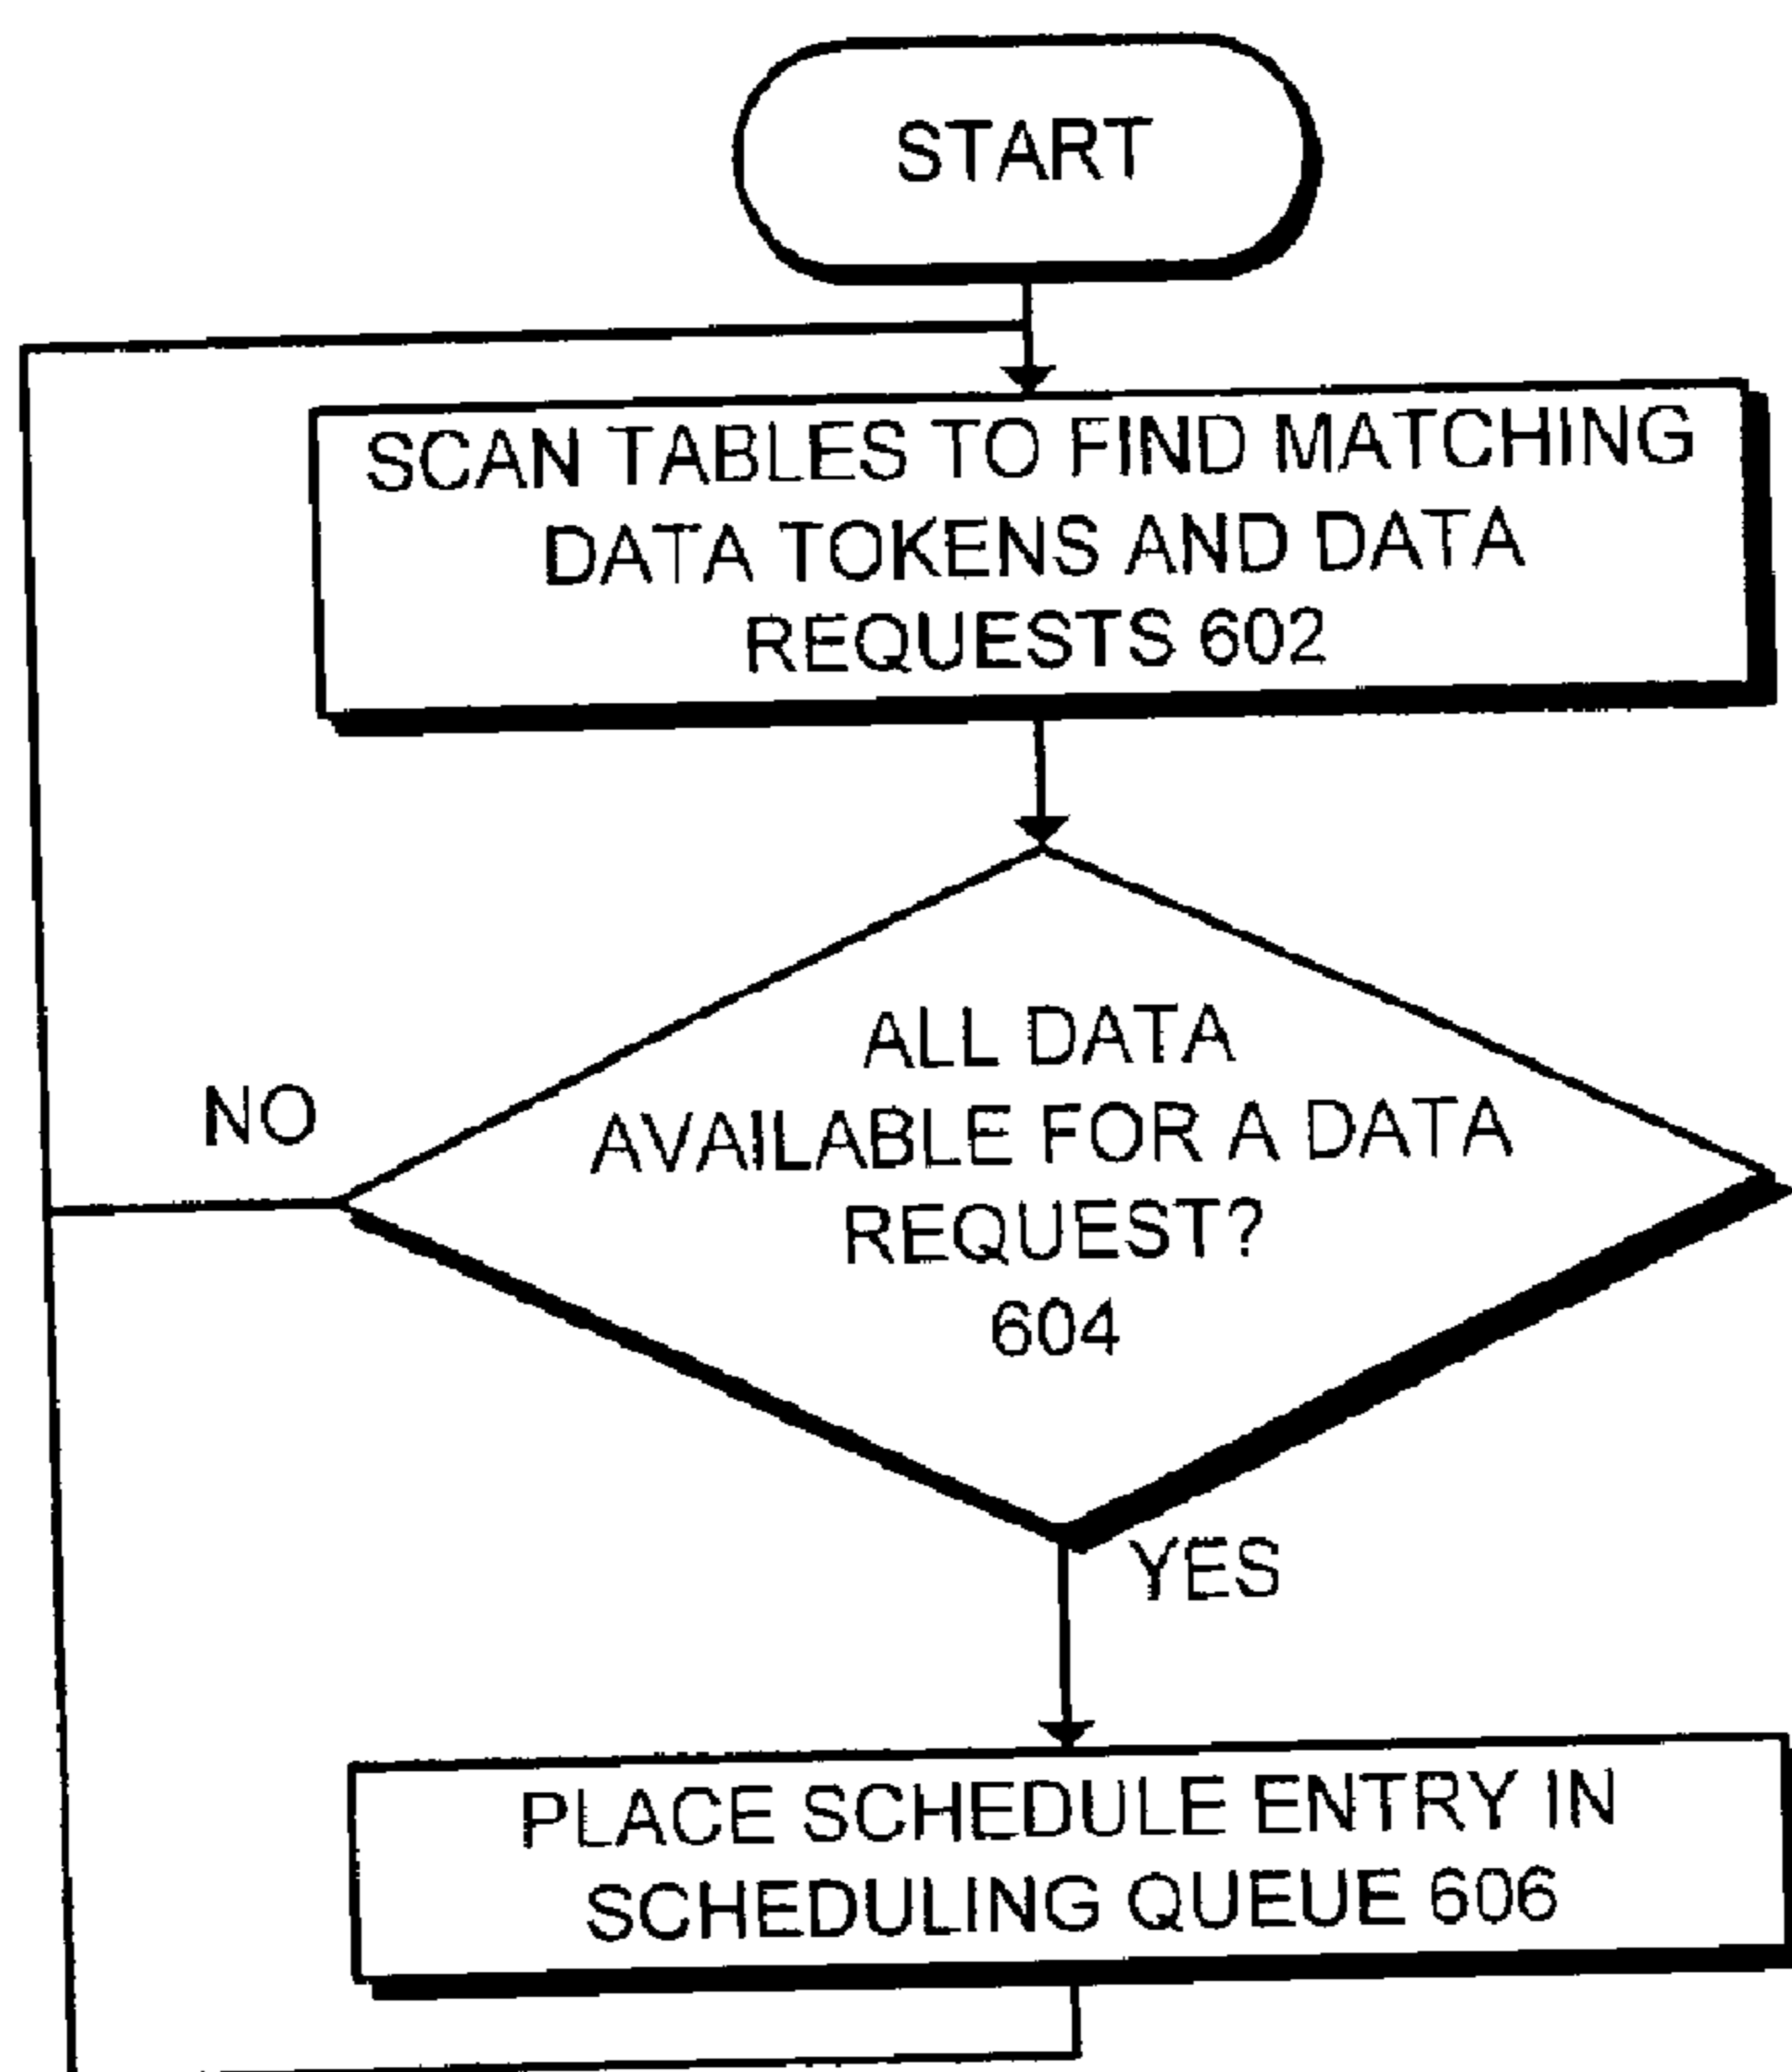 START
SCAN TABLES TO FIND MATCHING
DATA TOKENS AND DATA
REQUESTS 602
ALL DATA
AVAILABLE FOR A DATA
REQUEST?
604
NO
YES
PLACE SCHEDULE ENTRY IN
SCHEDULING QUEUE 606